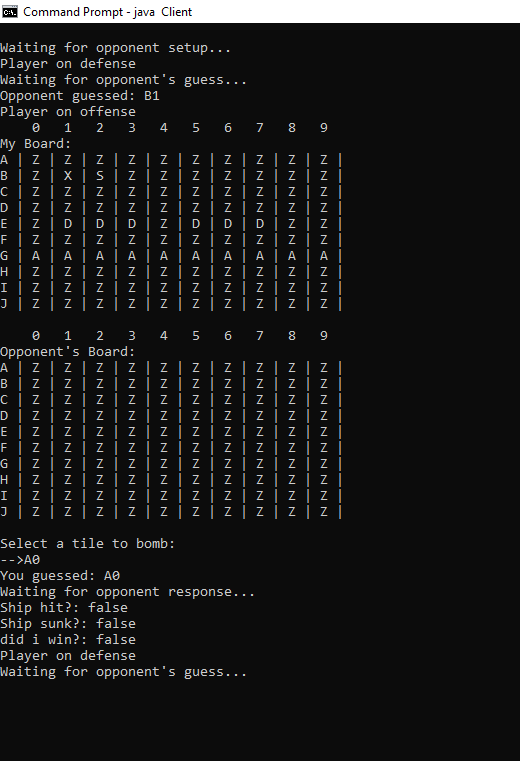 Command Prompt - java Client
Waiting for opponent setup...
Player on defense
Waiting for opponent's guess...
Opponent guessed: B1
Player on offense
0 1 2 3 4 5 6 7 8 9
My Board:
A | Z | Z | Z | Z | Z | Z | Z | Z | Z | Z |
B | Z | X | S | Z | Z | Z | Z | Z | Z | Z |
C | Z | Z | Z | Z | Z | Z | Z | Z | Z | Z |
D | Z | Z | Z | Z | Z | Z | Z | Z | Z | Z |
E | Z | D | D | D | Z | D | D | D | Z | Z |
F | Z | Z | Z | Z | Z | Z | Z | Z | Z | Z |
G | A | A | A | A | A | A | A | A | A | A |
H | Z | Z | Z | Z | Z | Z | Z | Z | Z | Z |
I | Z | Z | Z | Z | Z | Z | Z | Z | Z | Z |
J | Z | Z | Z | Z | Z | Z | Z | Z | Z | Z |
0 1 2 3 4 5 6 7 8 9
Opponent's Board:
A | Z | Z | Z | Z | Z | Z | Z | Z | Z | Z |
B | Z | Z | Z | Z | Z | Z | Z | Z | Z | Z |
C | Z | Z | Z | Z | Z | Z | Z | Z | Z | Z |
D | Z | Z | Z | Z | Z | Z | Z | Z | Z | Z |
E | Z | Z | Z | Z | Z | Z | Z | Z | Z | Z |
F | Z | Z | Z | Z | Z | Z | Z | Z | Z | Z |
G | Z | Z | Z | Z | Z | Z | Z | Z | Z | Z |
H | Z | Z | Z | Z | Z | Z | Z | Z | Z | Z |
I | Z | Z | Z | Z | Z | Z | Z | Z | Z | Z |
J | Z | Z | Z | Z | Z | Z | Z | Z | Z | Z |
Select a tile to bomb:
-->A0
You guessed: A0
Waiting for opponent response...
Ship hit?: false
Ship sunk?: false
did i win?: false
Player on defense
Waiting for opponent's guess...